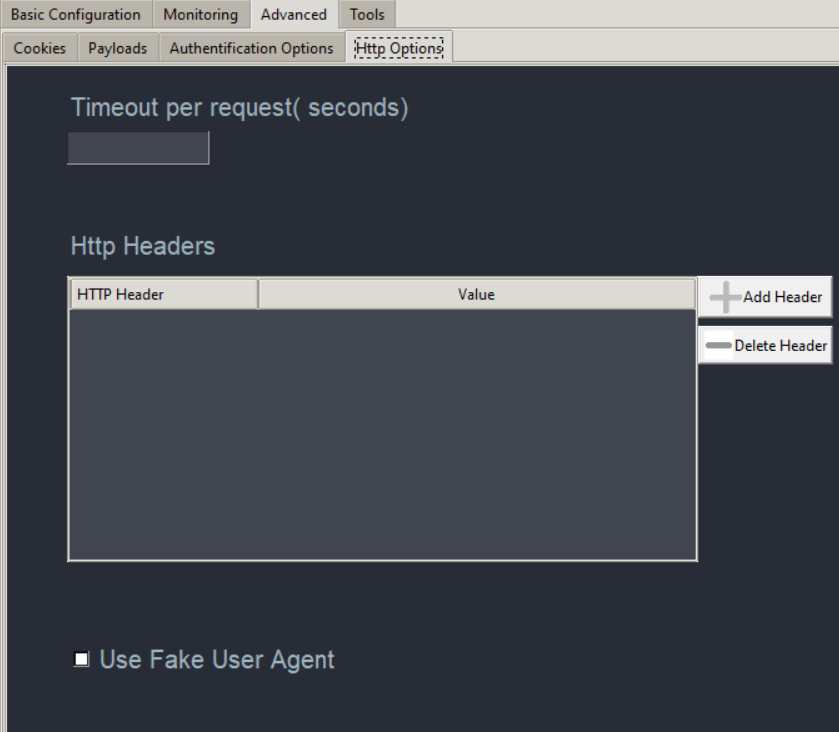 Basic Configuration Monitoring Advanced Tools
Cookies Payloads Authentification Options Http Options
Timeout per request( seconds)
Http Headers
HTTP Header Value Add Header
Delete Header
Use Fake User Agent